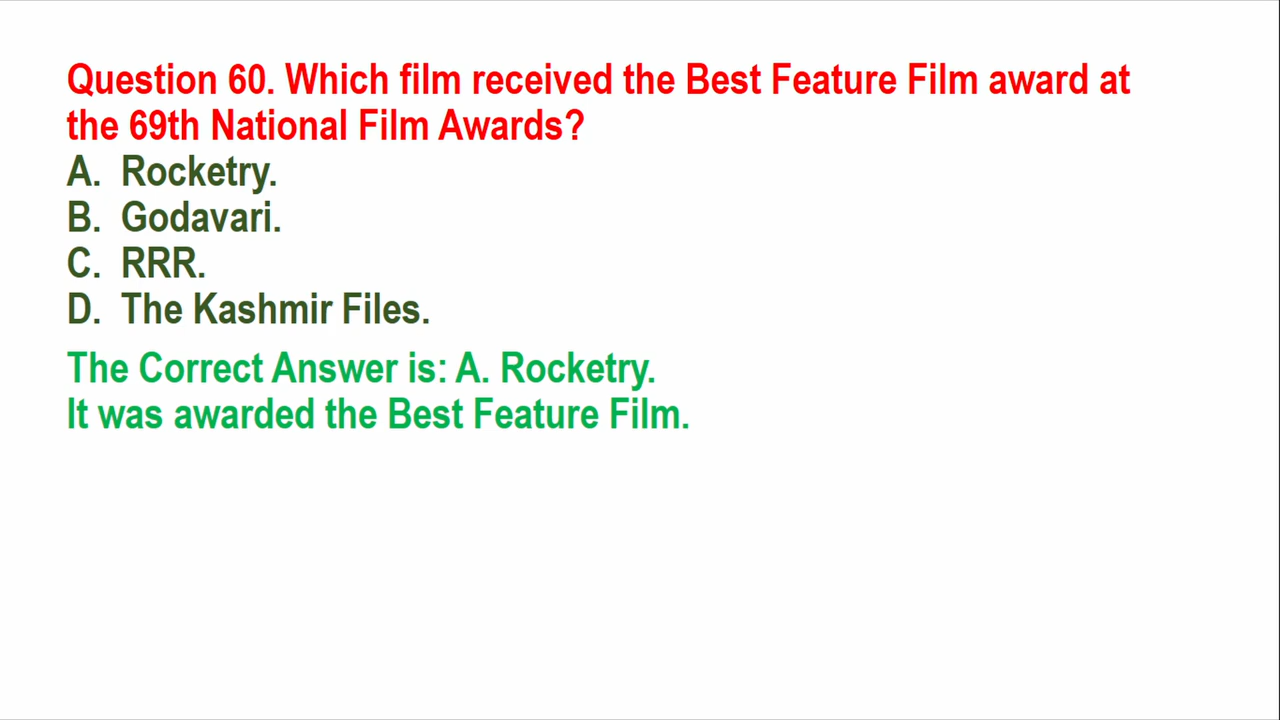 Question 60. Which film received the Best Feature Film award at
the 69th National Film Awards?
A. Rocketry.
B. Godavari.
C. RRR.
D. The Kashmir Files.
The Correct Answer is: A. Rocketry.
It was awarded the Best Feature Film.